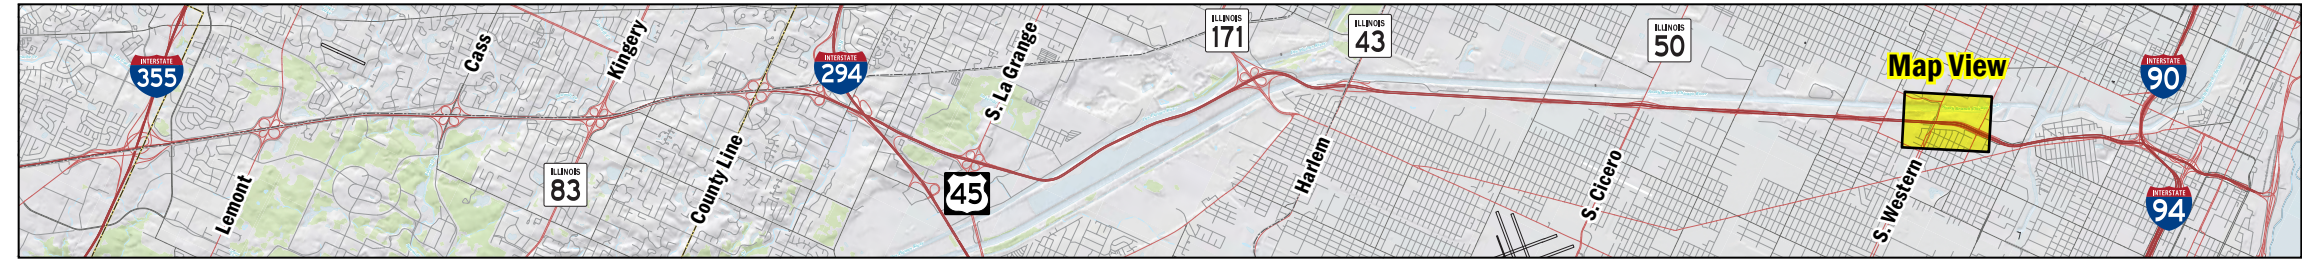 INTERSTATE
355
Lemont
Cass
ILLINOIS
83
Kingery
County Line
INTERSTATE
294
S. La Grange
45
ILLINOIS
171
ILLINOIS
43
Harlem
ILLINOIS
50
S. Cicero
Map View
S. Western
INTERSTATE
90
INTERSTATE
94